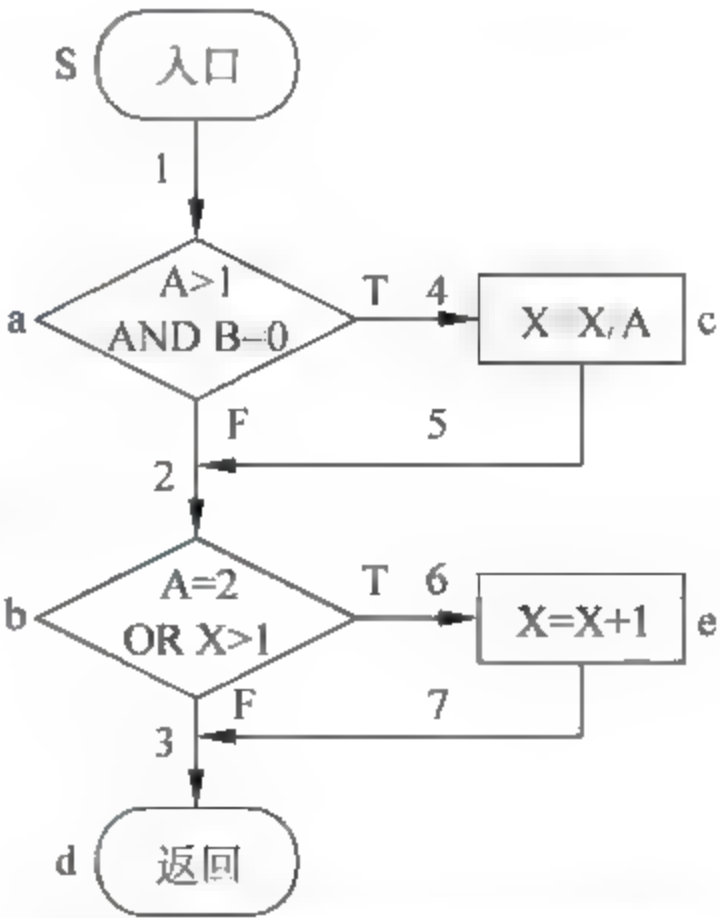 S
入口
1
a
A>1
AND B=0
T
4
X=X/A
c
F
5
2
b
A=2
OR X>1
T
6
X=X+1
e
F
7
3
d
返回